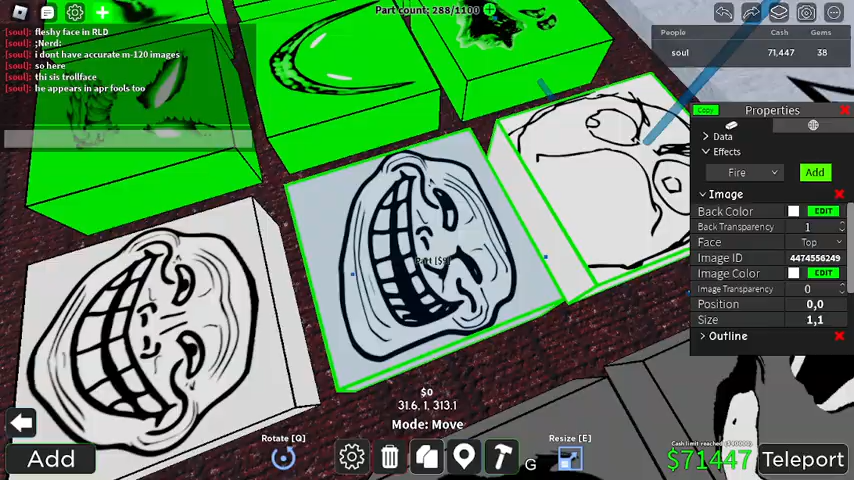 Part count; 288/1100
[soul]: fleshy face in RLD
[soul]: ;Nerd:
[soul]: i dont have accurate m-120 images
[soul]: so here
[soul]: thi sis trollface
[soul]: he appears in apr fools too
People Cash Gems
soul 71,447 38
Copy Properties
Data
Effects
Fire Add
Image
Back Color EDIT
Back Transparency 1
Face Top
Image ID 4474556249
Image Color EDIT
Image Transparency 0
Position 0,0
Size 1,1
Outline
$0
31.6, 1, 313.1
Mode: Move
Rotate [Q]
Resize [E]
G
Add
Cash limit reached
$71447
Teleport